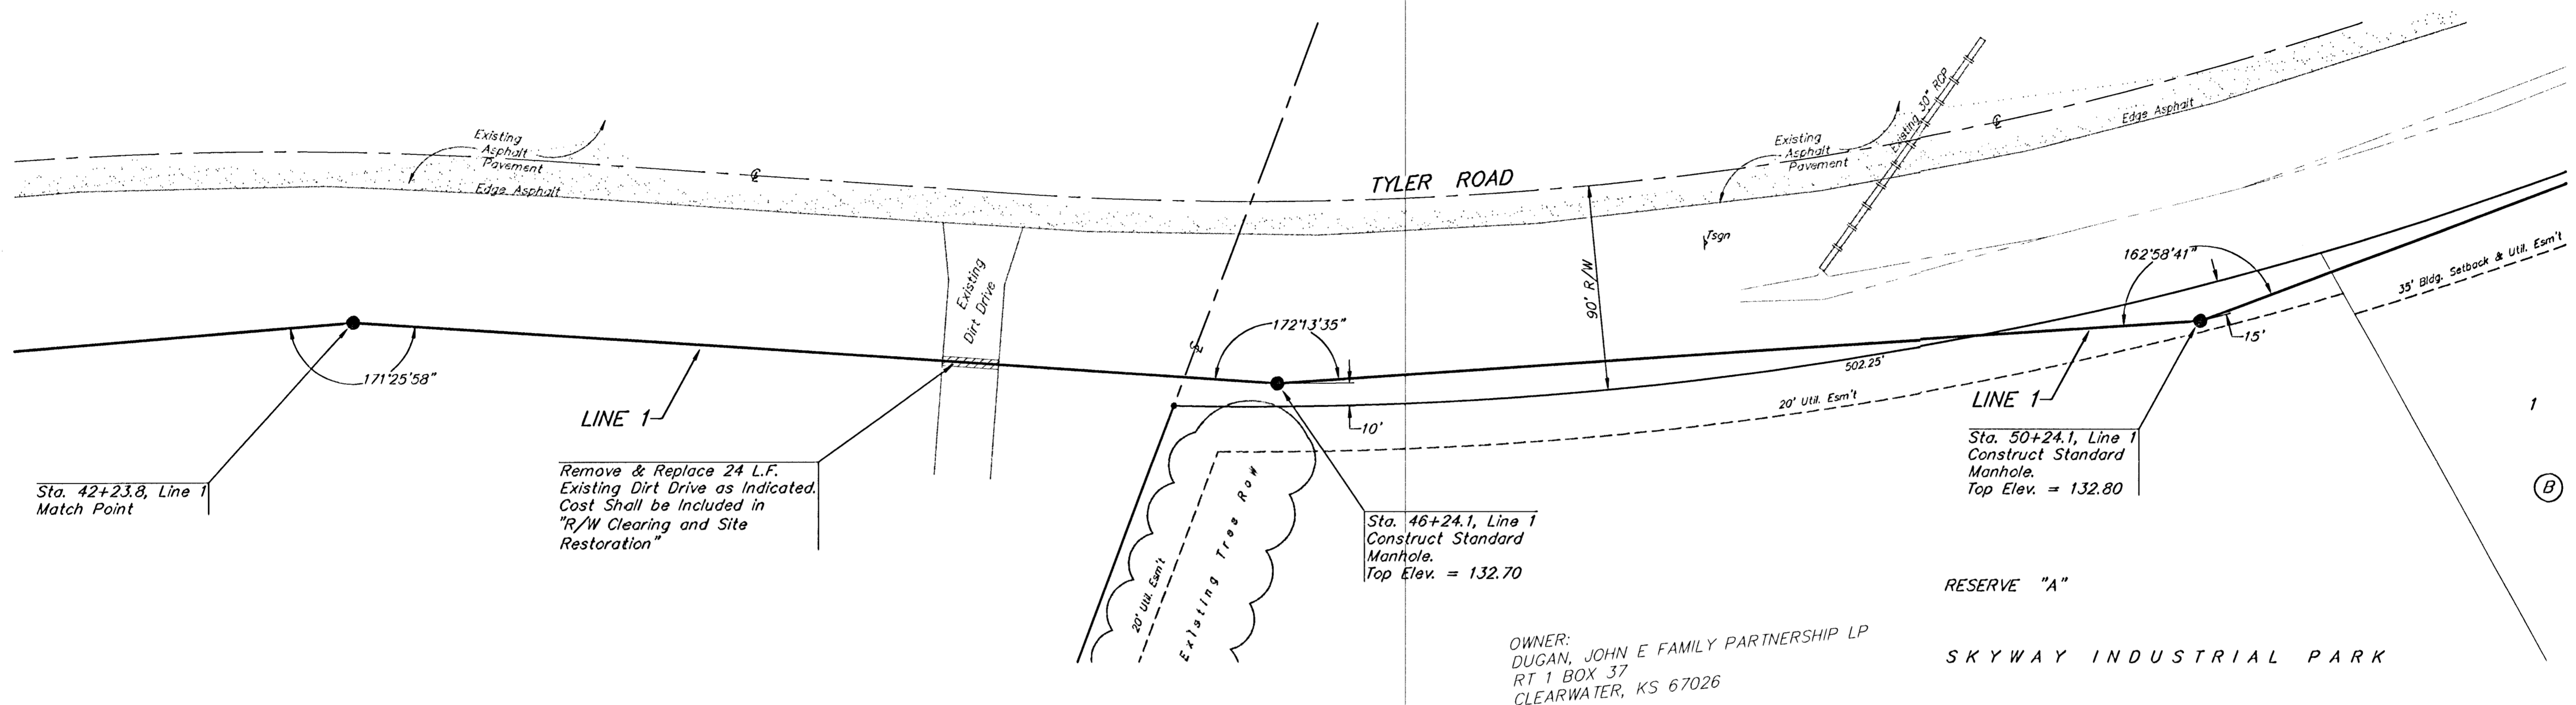 Existing
Asphalt
Pavement
Edge Asphalt
TYLER ROAD
Existing
Asphalt
Pavement
Existing 30" RCP
Edge Asphalt
Tsgn
90' R/W
Existing
Dirt Drive
171°25'58"
172°13'35"
162°58'41"
35' Bldg. Setback & Util. Esm't
15'
502.25'
20' Util. Esm't
10'
LINE 1
LINE 1
Sta. 42+23.8, Line 1
Match Point
Remove & Replace 24 L.F.
Existing Dirt Drive as Indicated.
Cost Shall be Included in
"R/W Clearing and Site
Restoration"
20' Util. Esm't
Existing Tree Row
Sta. 46+24.1, Line 1
Construct Standard
Manhole.
Top Elev. = 132.70
Sta. 50+24.1, Line 1
Construct Standard
Manhole.
Top Elev. = 132.80
1
B
RESERVE "A"
OWNER:
DUGAN, JOHN E FAMILY PARTNERSHIP LP
RT 1 BOX 37
CLEARWATER, KS 67026
SKYWAY INDUSTRIAL PARK